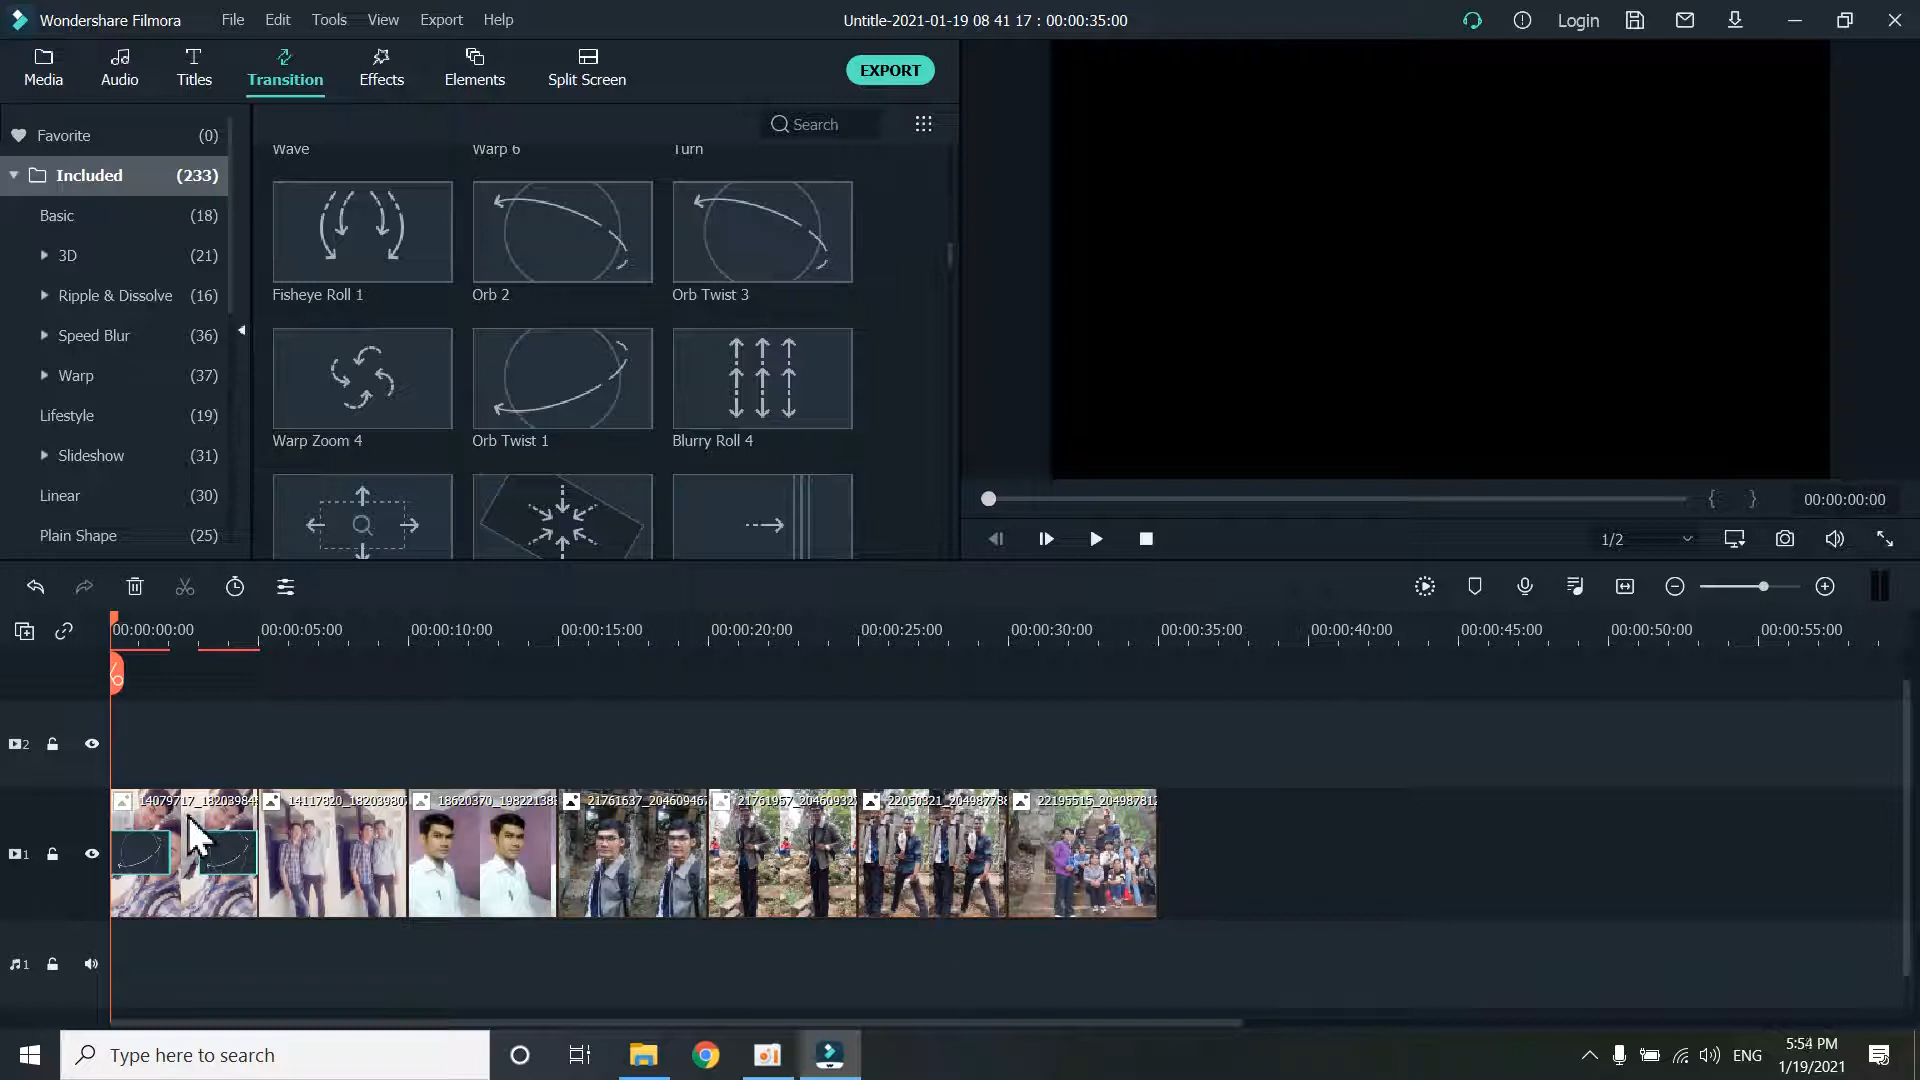 Wondershare Filmora File Edit Tools View Export Help Untitle-2021-01-19 08 41 17 : 00:00:35:00 Login
Media Audio Titles Transition Effects Elements Split Screen EXPORT
Search
Favorite (0)
Included (233)
Basic (18)
3D (21)
Ripple & Dissolve (16)
Speed Blur (36)
Warp (37)
Lifestyle (19)
Slideshow (31)
Linear (30)
Plain Shape (25)
Wave Warp 6 Turn
Fisheye Roll 1 Orb 2 Orb Twist 3
Warp Zoom 4 Orb Twist 1 Blurry Roll 4
00:00:00:00
1/2
00:00:00:00 00:00:05:00 00:00:10:00 00:00:15:00 00:00:20:00 00:00:25:00 00:00:30:00 00:00:35:00 00:00:40:00 00:00:45:00 00:00:50:00 00:00:55:00
2
14079717_1820398 14117820_1820398 18620370_1982213 21761637_2046094 21761957_2046093 22050321_2049877 22195515_2049878
1
1
Type here to search
ENG
5:54 PM
1/19/2021